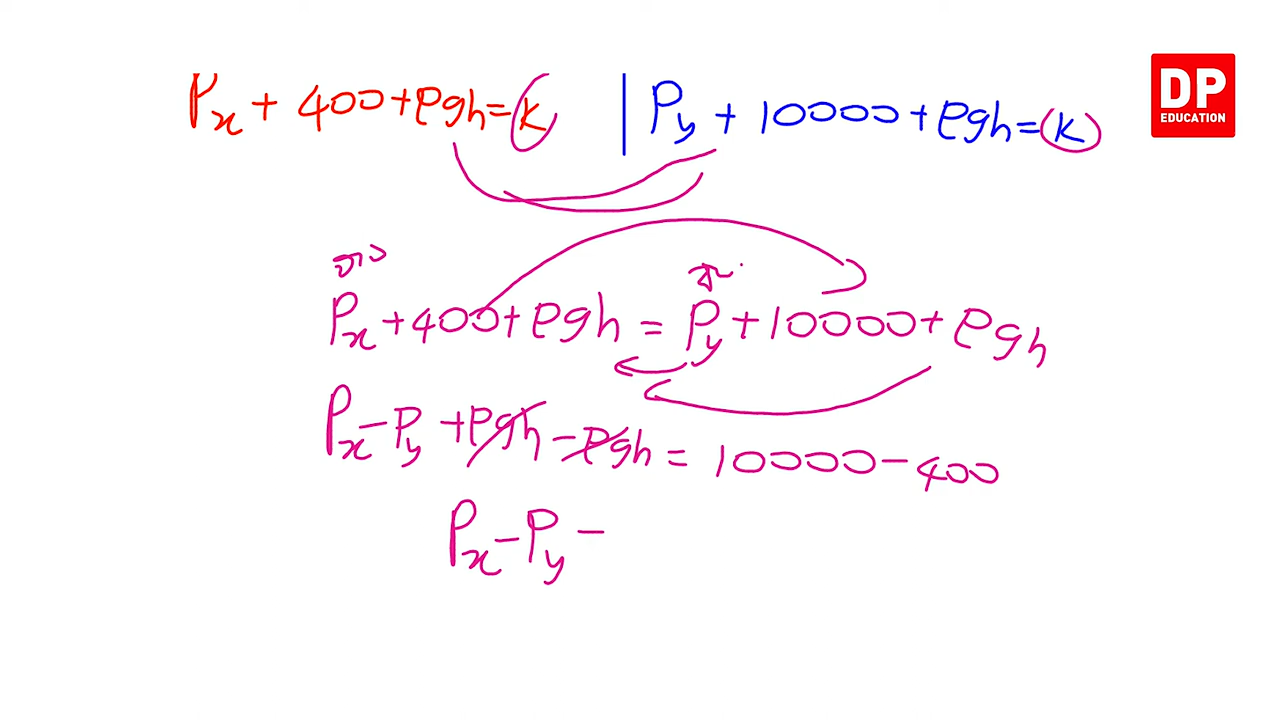 Px + 400 + ρgh = k | Py + 10000 + ρgh = k
DP
EDUCATION
Px + 400 + ρgh = Py + 10000 + ρgh
Px - Py + ρgh - ρgh = 10000 - 400
Px - Py -